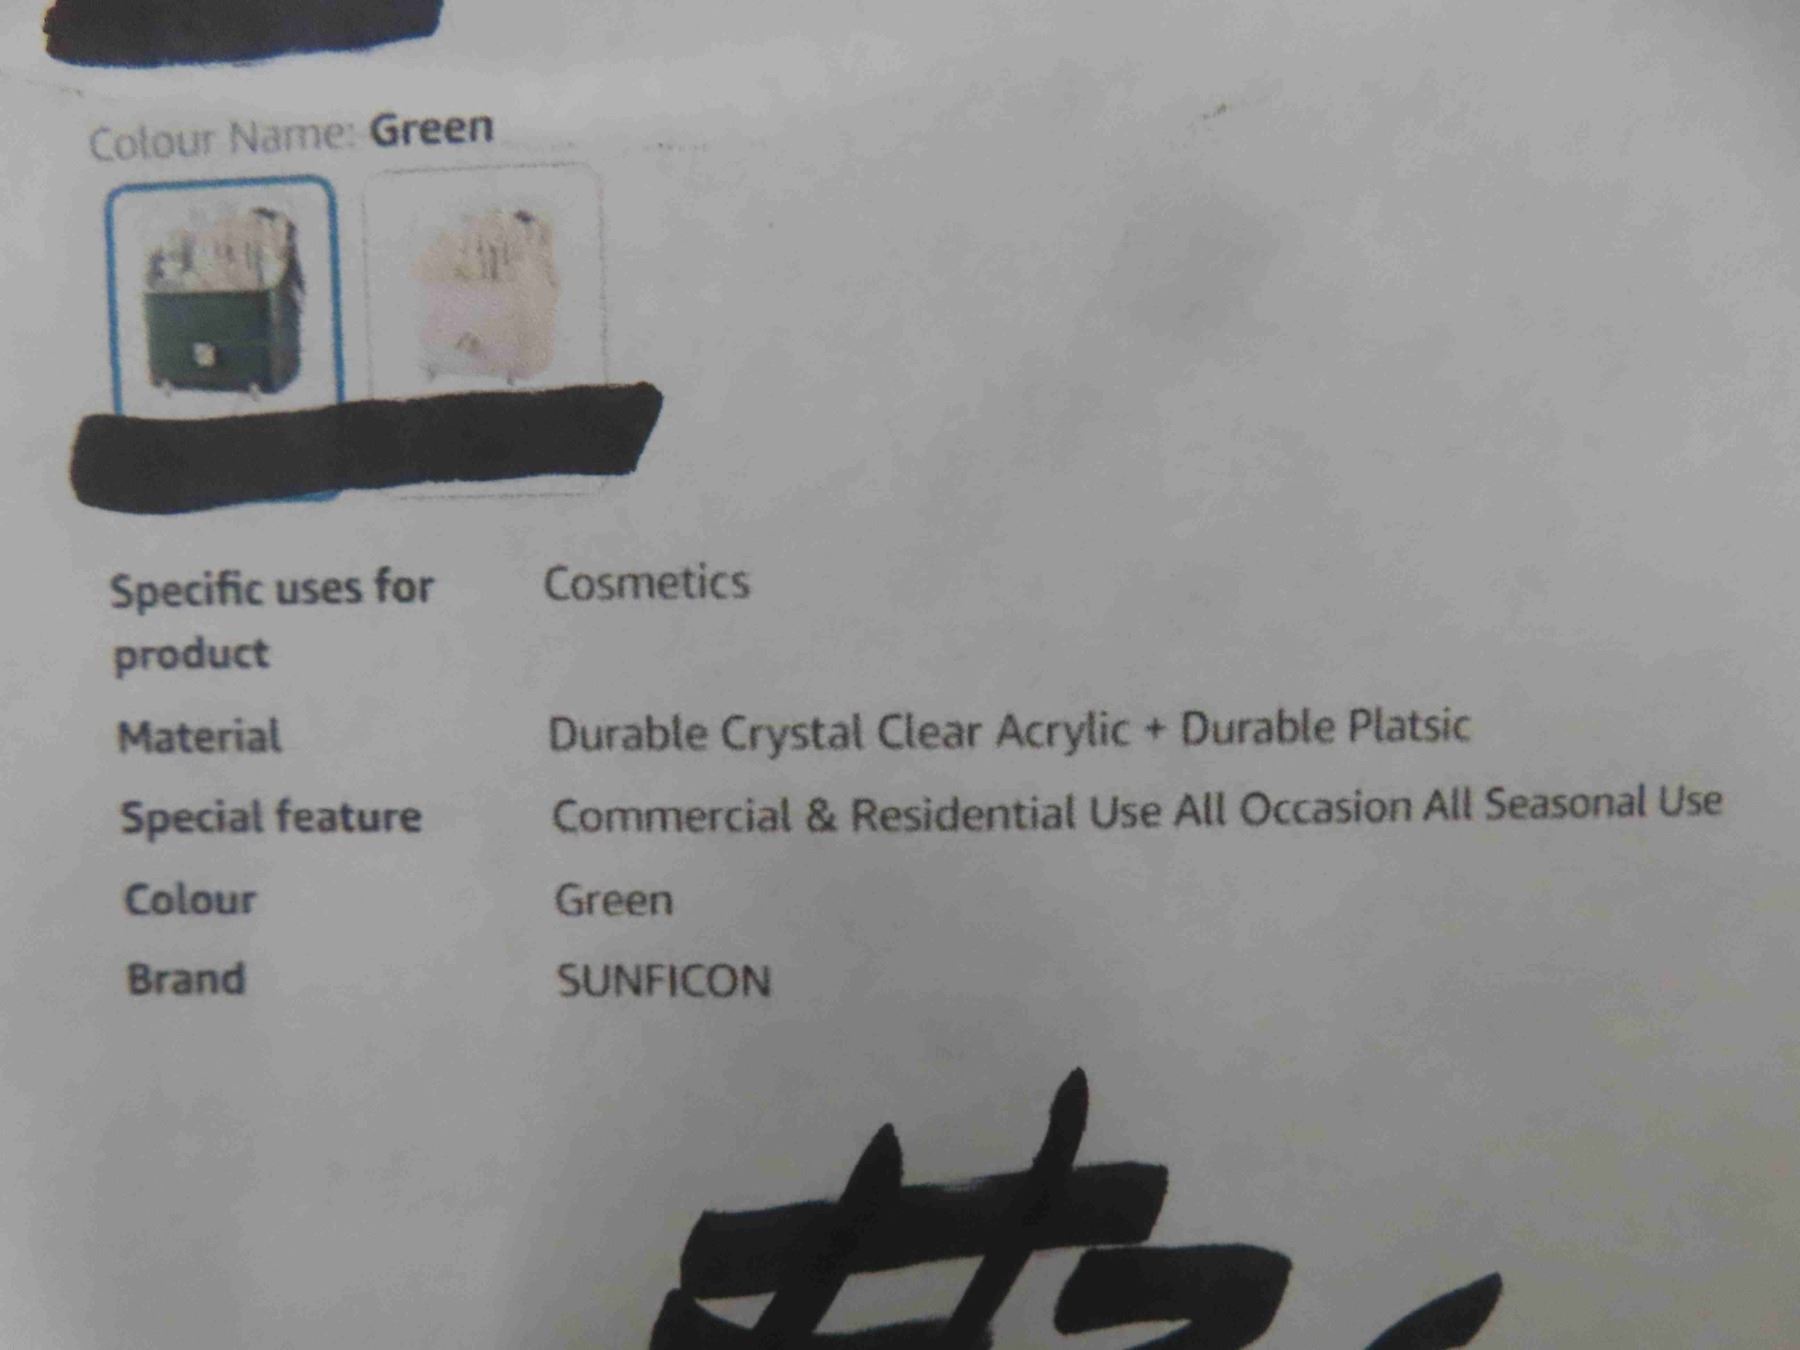 Colour Name: Green
Specific uses for Cosmetics
product
Material Durable Crystal Clear Acrylic + Durable Platsic
Special feature Commercial & Residential Use All Occasion All Seasonal Use
Colour Green
Brand SUNFICON
#